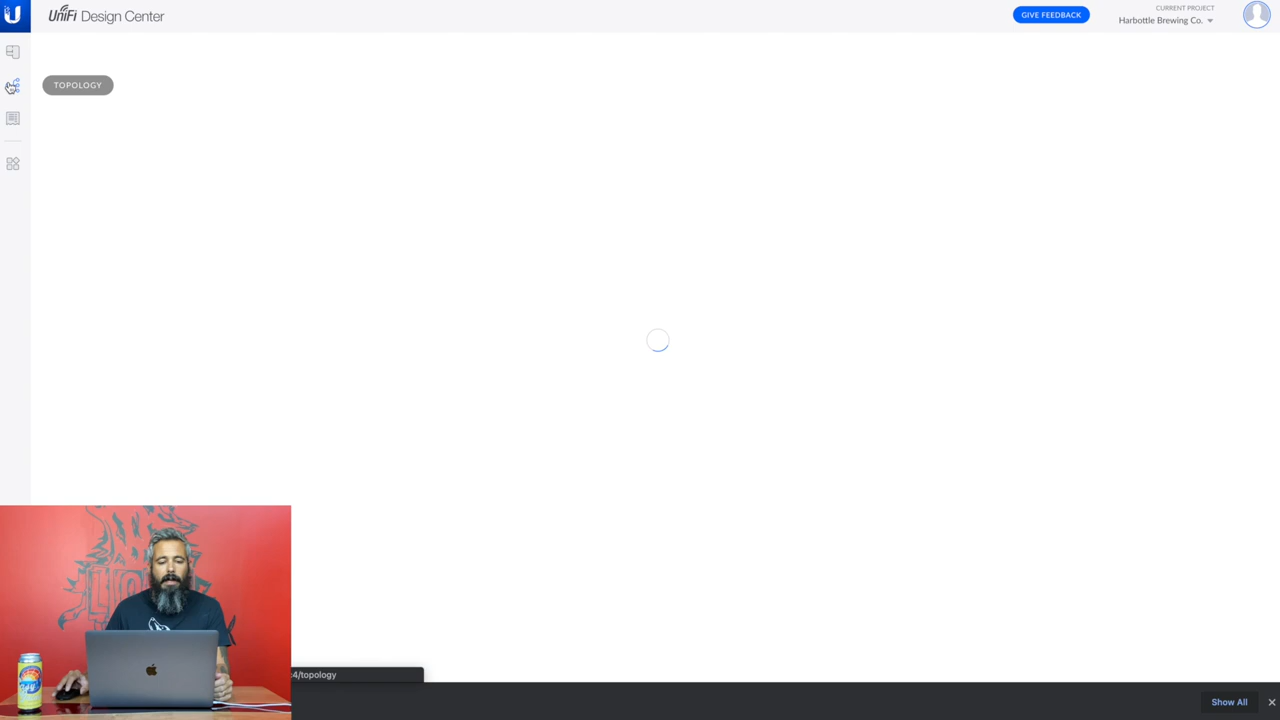 UniFi Design Center
GIVE FEEDBACK
CURRENT PROJECT
Harbottle Brewing Co.
TOPOLOGY
4/topology
Show All